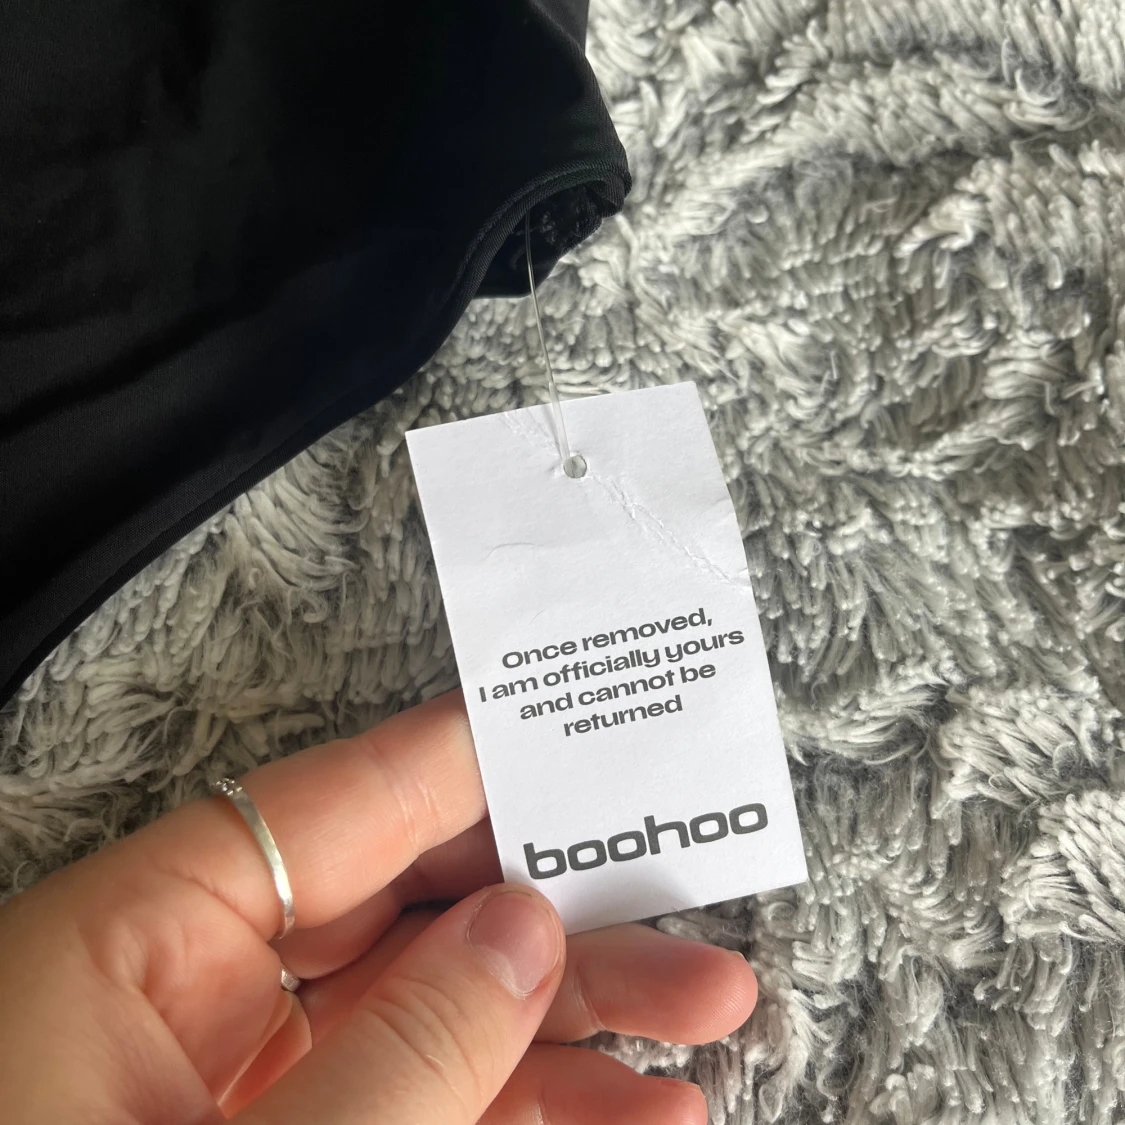 Once removed,
I am officially yours
and cannot be
returned
boohoo